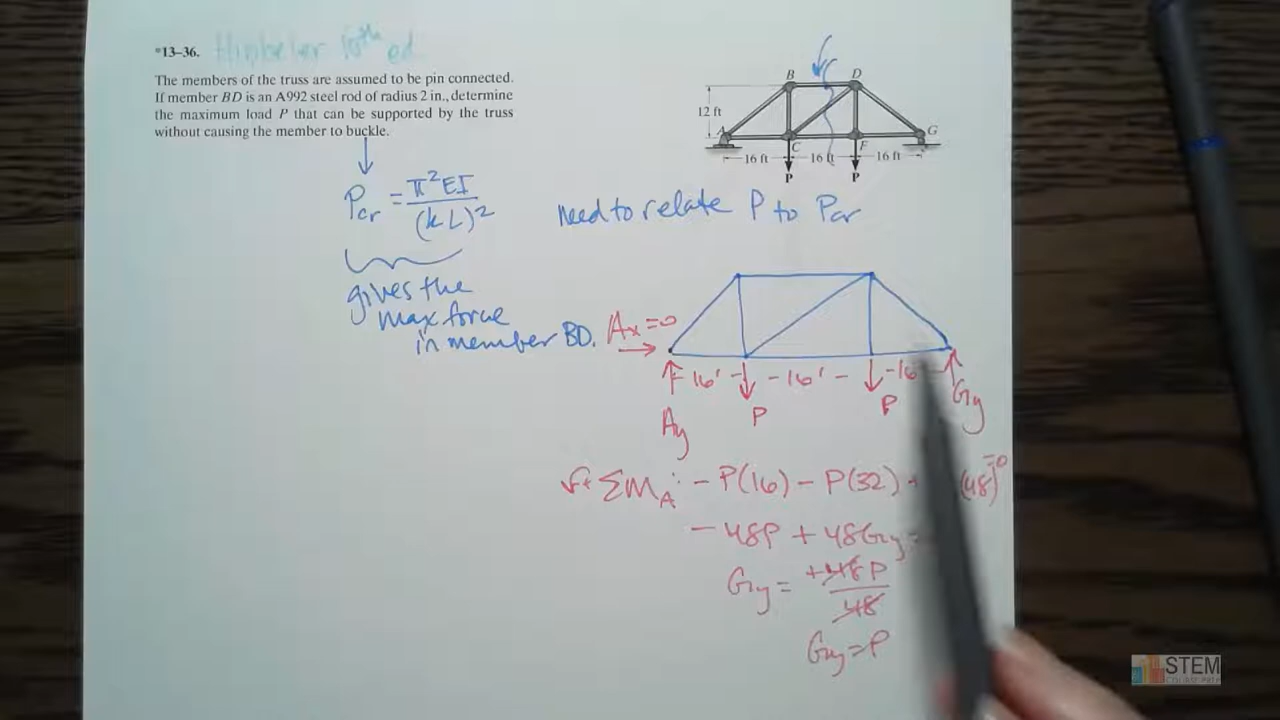 *13–36. Hibbeler 10th ed
The members of the truss are assumed to be pin connected.
If member BD is an A992 steel rod of radius 2 in., determine
the maximum load P that can be supported by the truss
without causing the member to buckle.
B D
12 ft
A C F G
16 ft 16 ft 16 ft
P P
Pcr = π²EI
(kL)²
need to relate P to Pcr
gives the
max force
in member BD.
Ax=0
16' -16'- -16'
P P
Ay Gy
+ ΣMA: - P(16) - P(32) + (48) =0
- 48P + 48Gy =
Gy = +48P
48
Gy=P
STEM
COURSE PREP